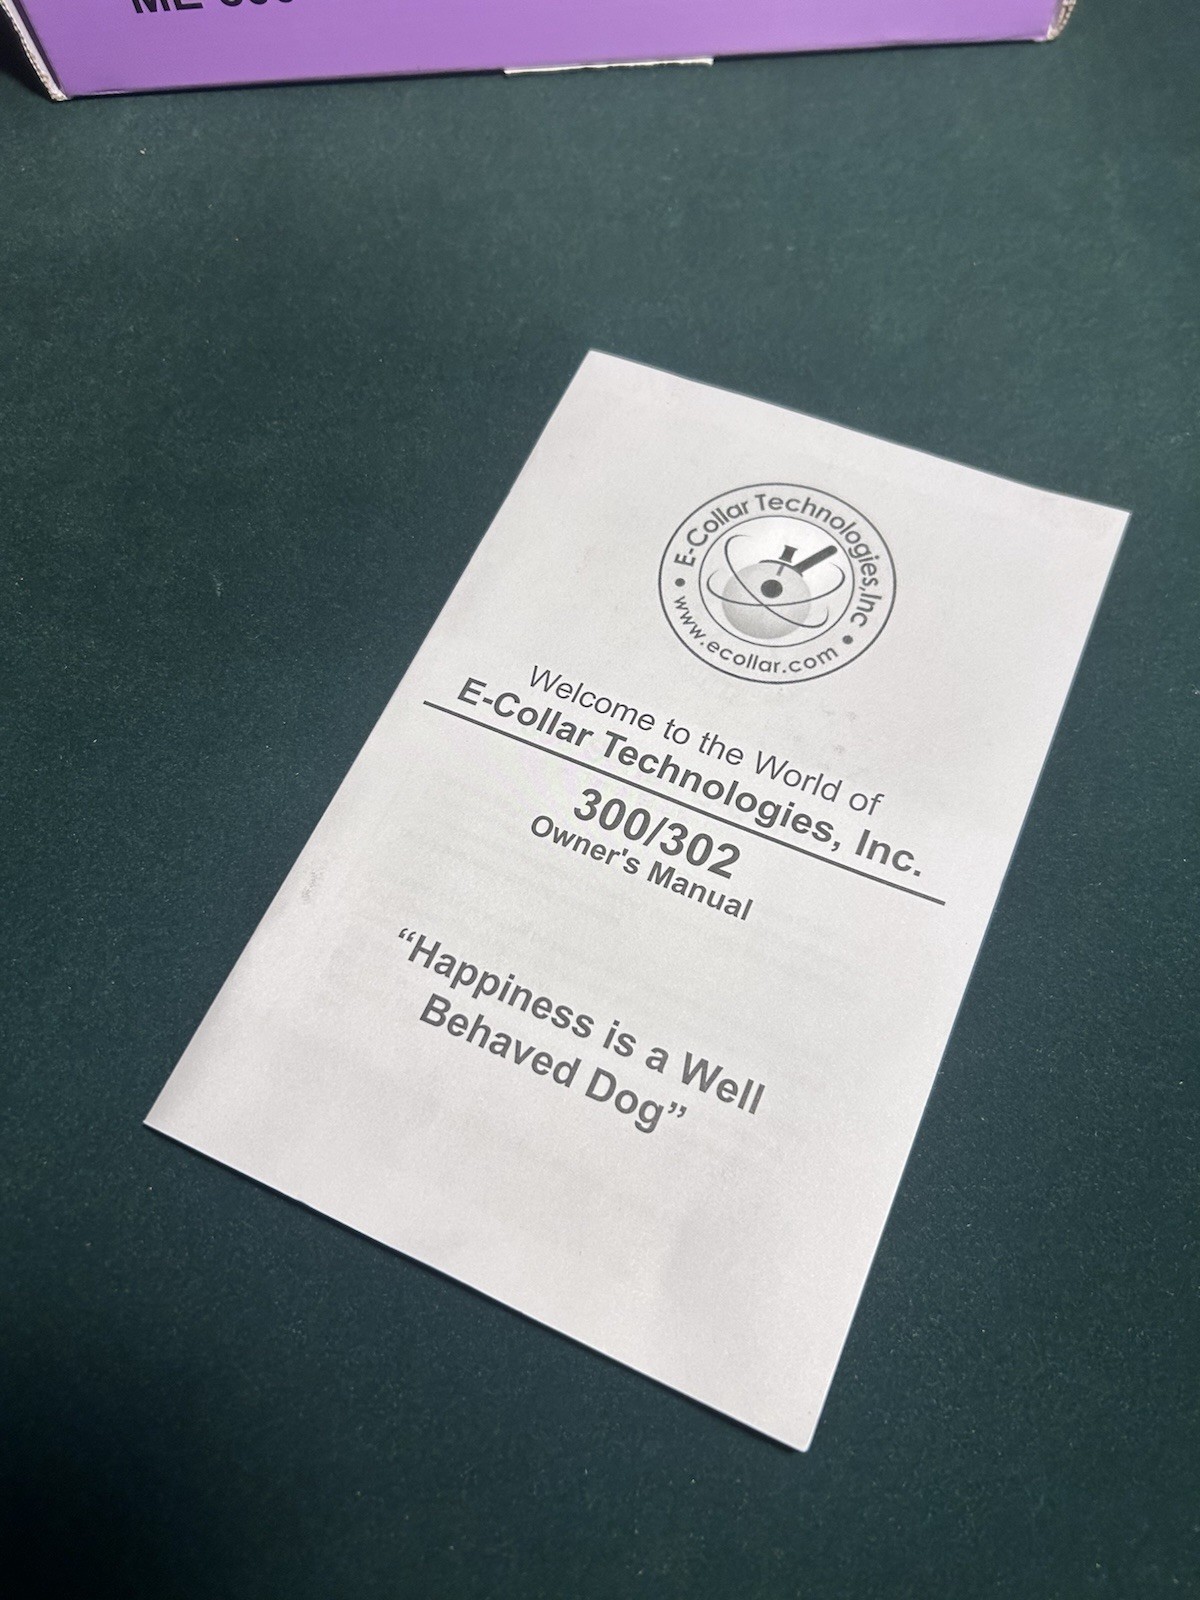 E-Collar Technologies,Inc
www.ecollar.com
Welcome to the World of
E-Collar Technologies, Inc.
300/302
Owner's Manual
“Happiness is a Well
Behaved Dog”